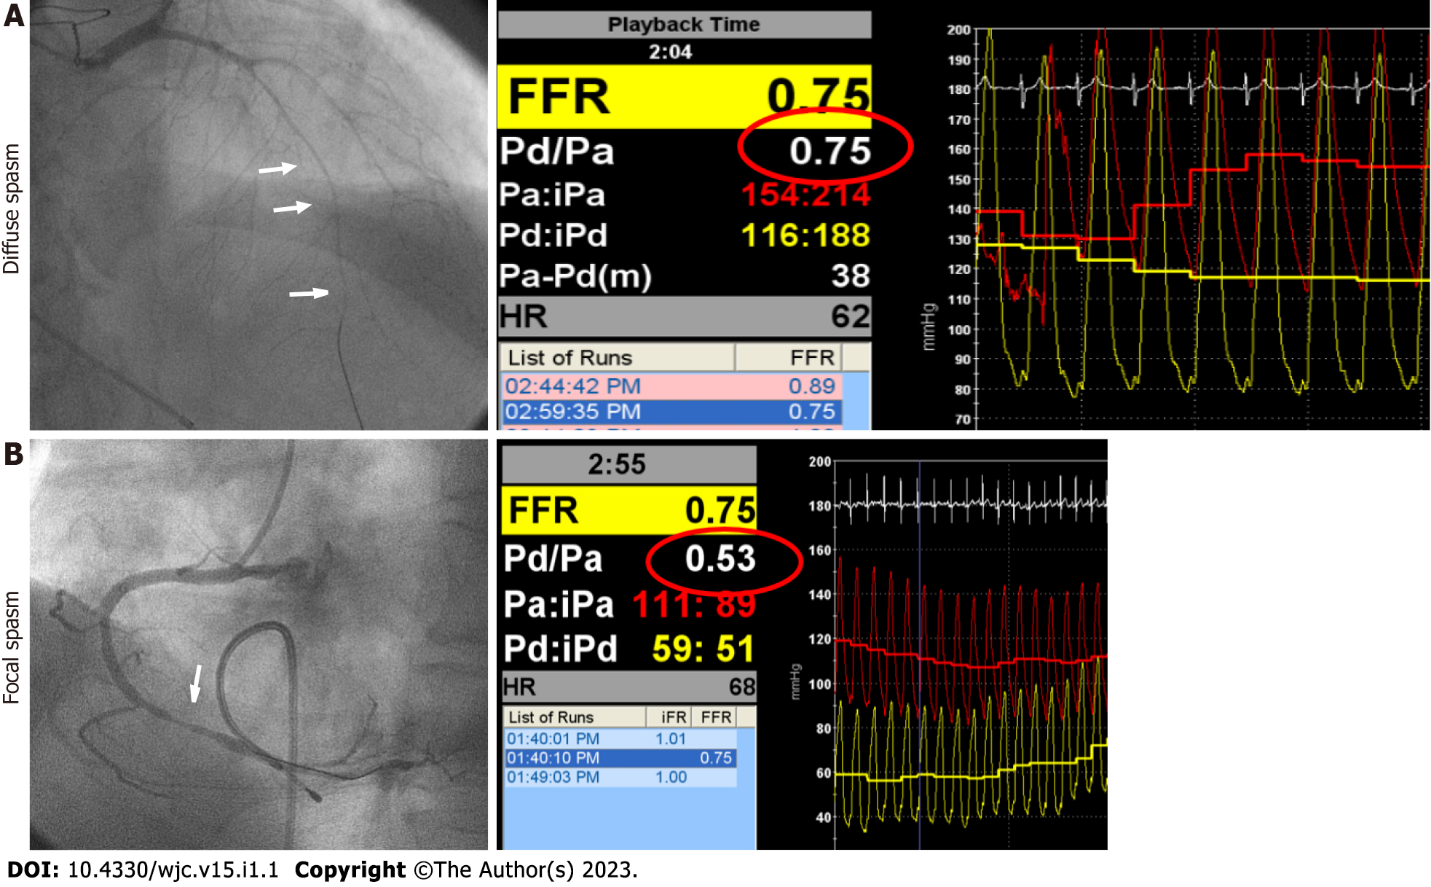 A
Diffuse spasm
Playback Time
2:04
FFR 0.75
Pd/Pa 0.75
Pa:iPa 154:214
Pd:iPd 116:188
Pa-Pd(m) 38
HR 62
List of Runs FFR
02:44:42 PM 0.89
02:59:35 PM 0.75
200
190
180
170
160
150
140
130
120
110
100
90
80
70
mmHg
B
Focal spasm
2:55
FFR 0.75
Pd/Pa 0.53
Pa:iPa 111: 89
Pd:iPd 59: 51
HR 68
List of Runs iFR FFR
01:40:01 PM 1.01
01:40:10 PM 0.75
01:49:03 PM 1.00
200
180
160
140
120
100
80
60
40
mmHg
DOI: 10.4330/wjc.v15.i1.1 Copyright ©The Author(s) 2023.